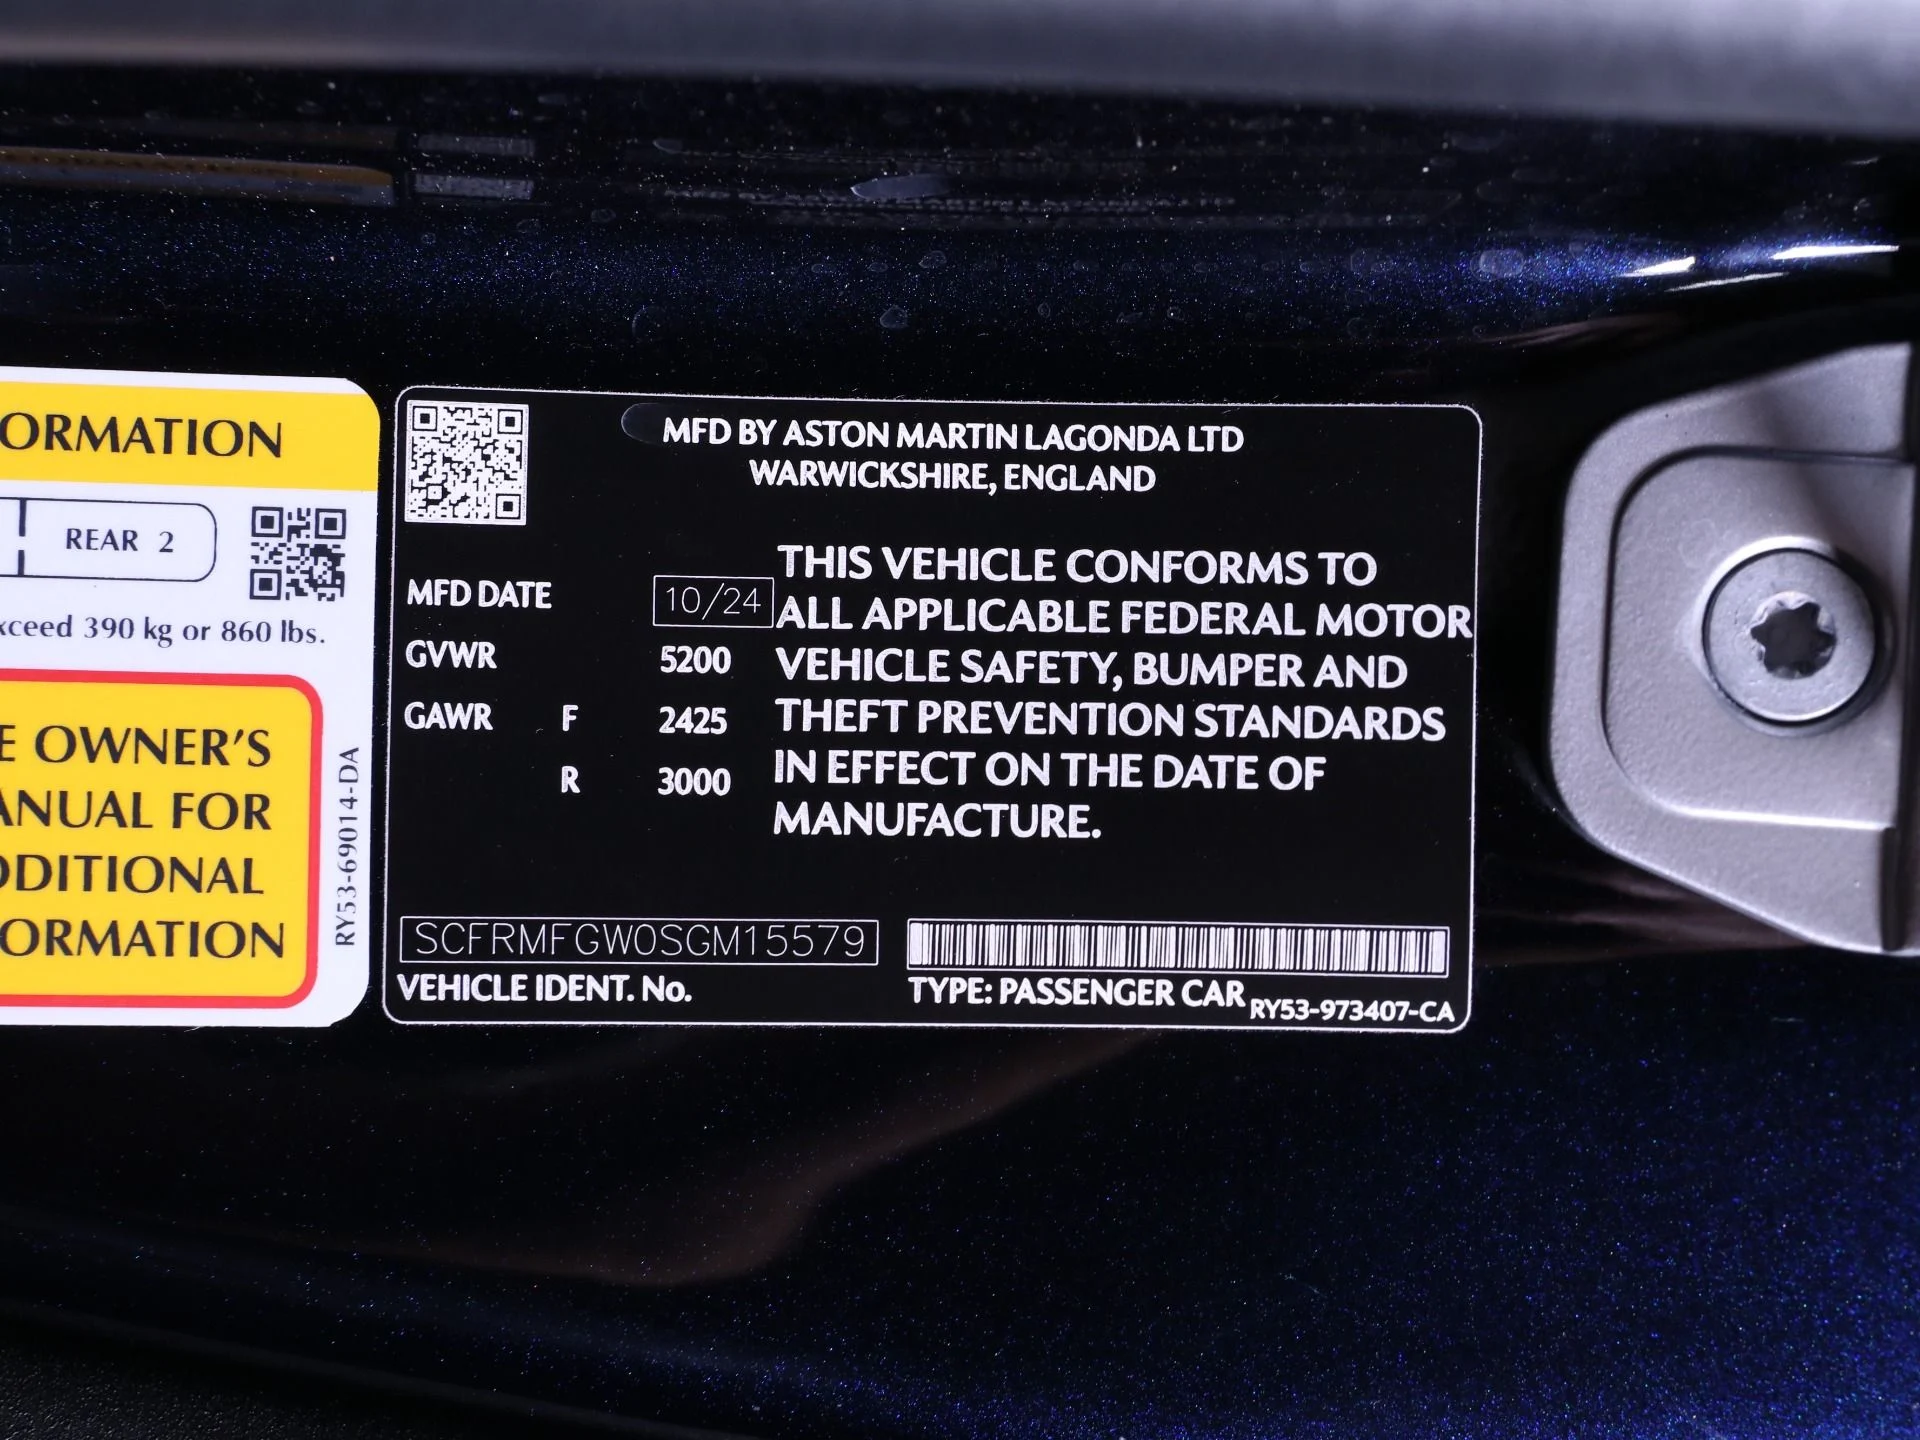 ORMATION
REAR 2
xceed 390 kg or 860 lbs.
E OWNER'S
ANUAL FOR
DDITIONAL
ORMATION
RY53-69014-DA
MFD BY ASTON MARTIN LAGONDA LTD
WARWICKSHIRE, ENGLAND
MFD DATE 10/24
GVWR 5200
GAWR F 2425
R 3000
THIS VEHICLE CONFORMS TO
ALL APPLICABLE FEDERAL MOTOR
VEHICLE SAFETY, BUMPER AND
THEFT PREVENTION STANDARDS
IN EFFECT ON THE DATE OF
MANUFACTURE.
SCFRMFGW0SGM15579
VEHICLE IDENT. No.
TYPE: PASSENGER CAR
RY53-973407-CA